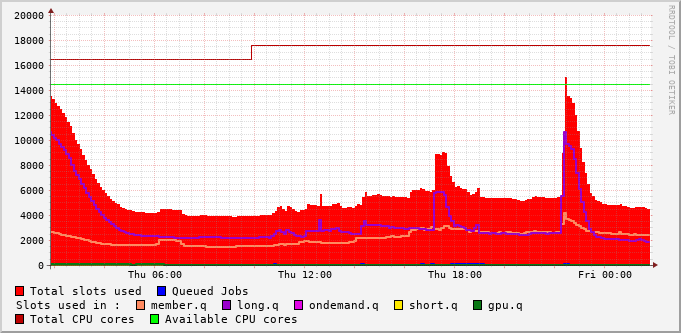 20000
18000
16000
14000
12000
10000
8000
6000
4000
2000
0
Thu 06:00 Thu 12:00 Thu 18:00 Fri 00:00
RRDTOOL / TOBI OETIKER
Total slots used Queued Jobs
Slots used in : member.q long.q ondemand.q short.q gpu.q
Total CPU cores Available CPU cores